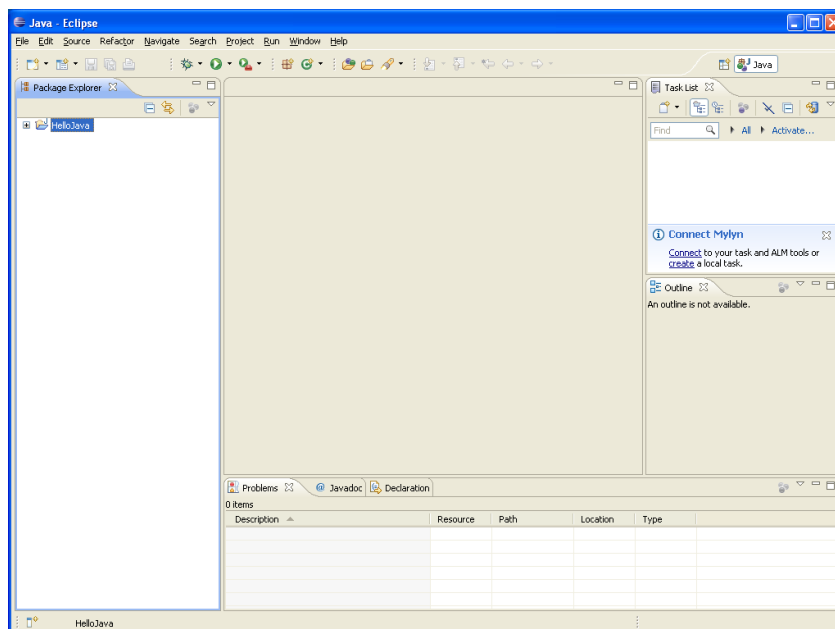 Java - Eclipse
File Edit Source Refactor Navigate Search Project Run Window Help
Java
Package Explorer
HelloJava
Task List
Find All Activate...
Connect Mylyn
Connect to your task and ALM tools or
create a local task.
Outline
An outline is not available.
Problems Javadoc Declaration
0 items
Description Resource Path Location Type
HelloJava